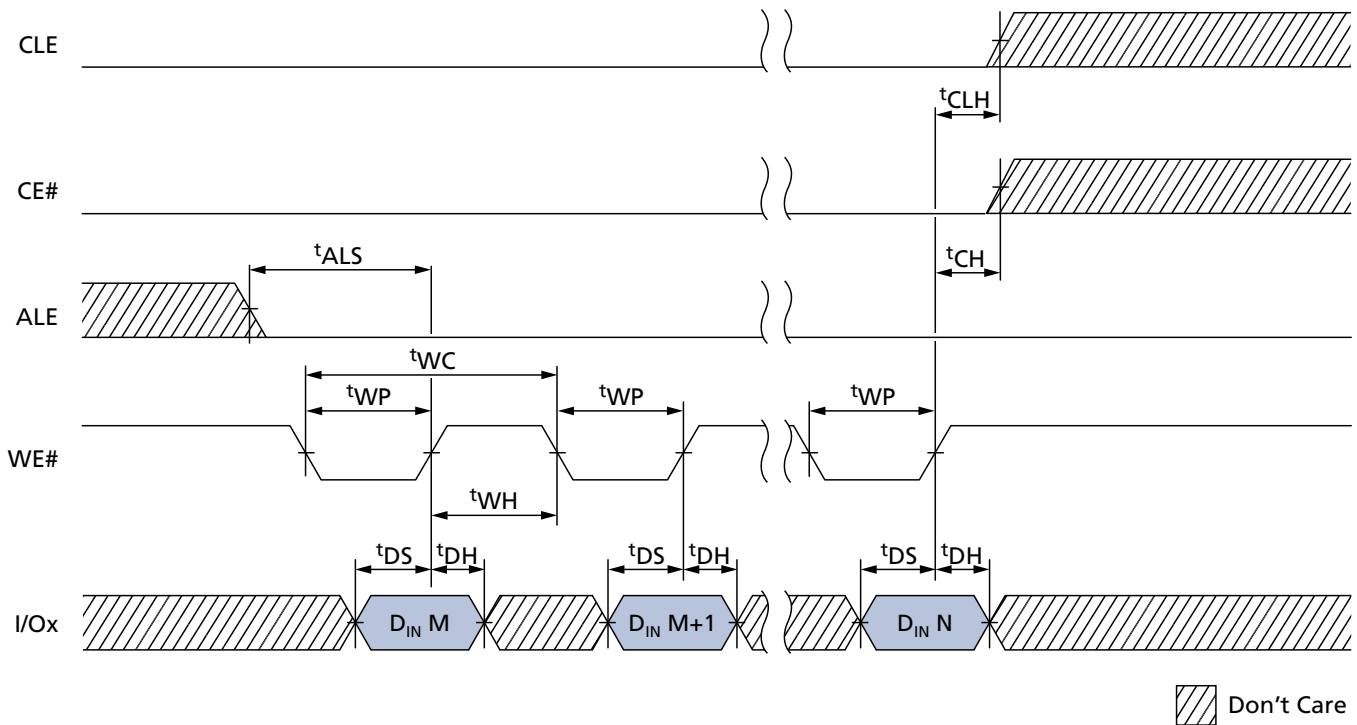 CLE
tCLH
CE#
tCH
tALS
ALE
tWC
tWP
tWP
tWP
WE#
tWH
tDS
tDH
tDS
tDH
tDS
tDH
I/Ox
DIN M
DIN M+1
DIN N
Don't Care